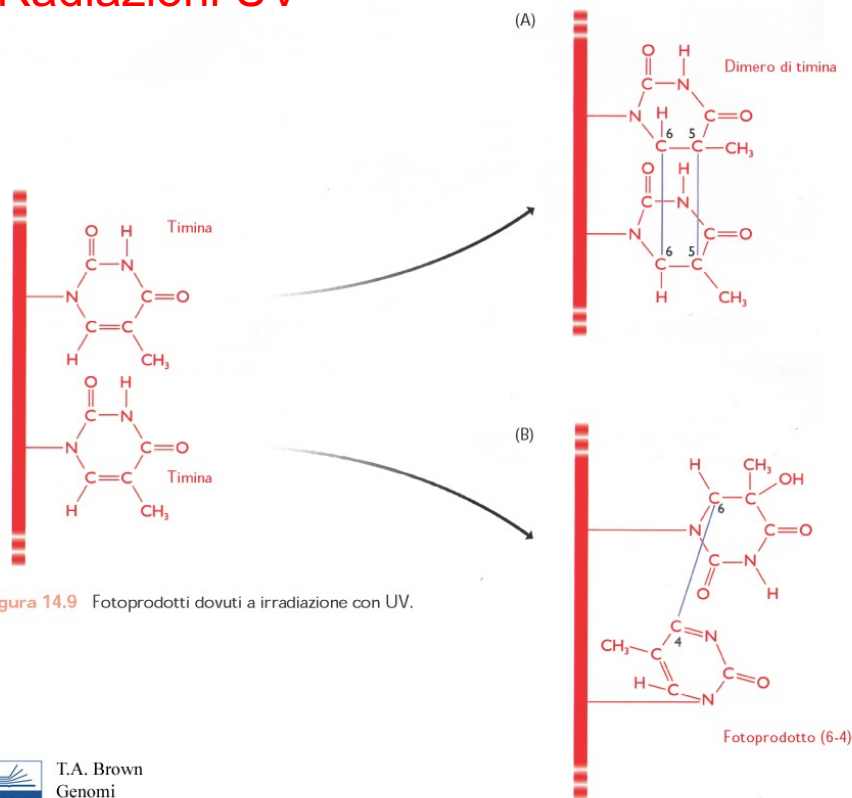 Radiazioni UV
(A)
Dimero di timina
O H
C N
H
N C O
6 5
C C CH₃
O H
C N
N C O
6 5
C C
H CH₃
Timina
O H
C N
N C O
C C
H CH₃
O H
C N
N C O
C C
H CH₃
Timina
(B)
H CH₃
OH
C C
6
N C O
C N
O H
C
4 N
CH₃ C
C O
H C
N
Fotoprodotto (6-4)
gura 14.9 Fotoprodotti dovuti a irradiazione con UV.
T.A. Brown
Genomi